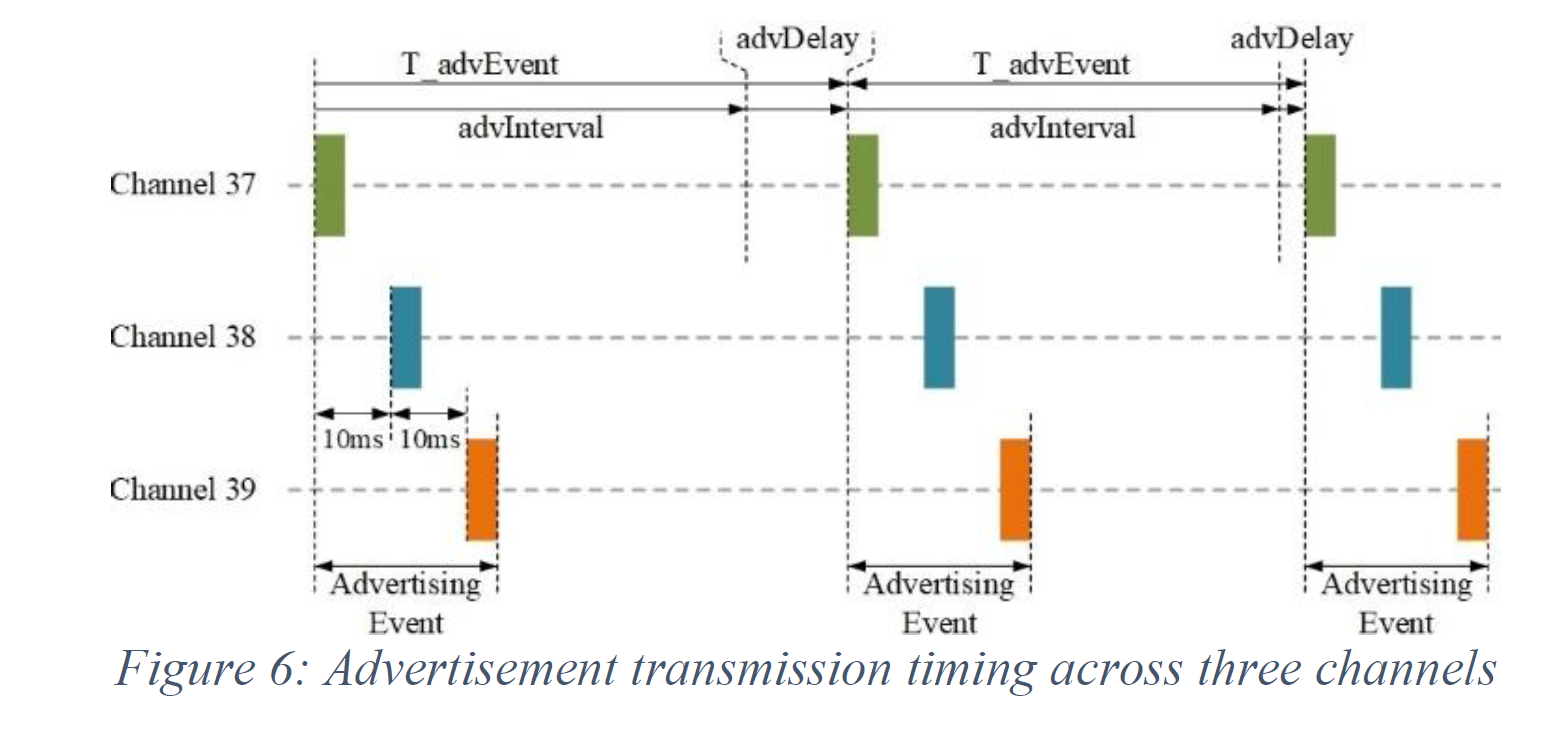 advDelay
advDelay
T_advEvent
T_advEvent
advInterval
advInterval
Channel 37
Channel 38
10ms
10ms
Channel 39
Advertising
Event
Advertising
Event
Advertising
Event
Figure 6: Advertisement transmission timing across three channels